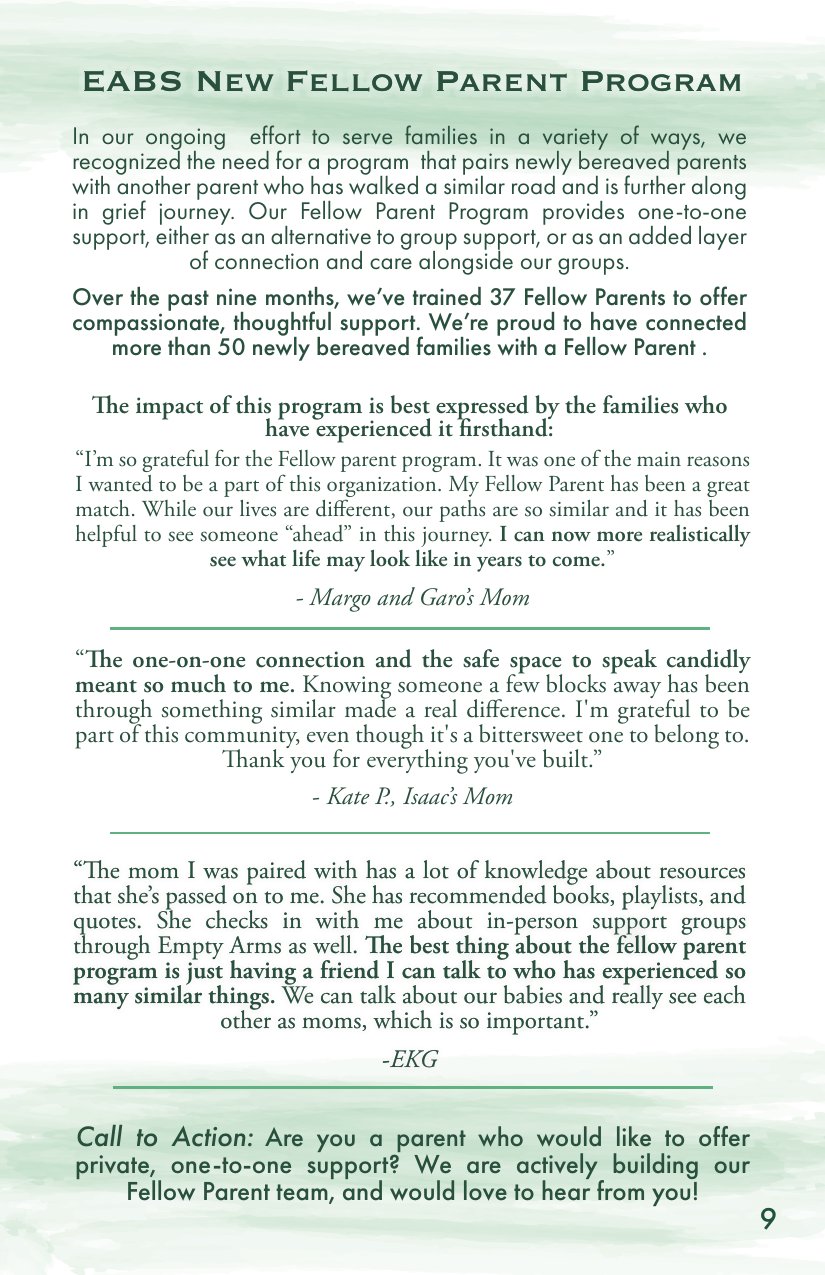 EABS New Fellow Parent Program
In our ongoing effort to serve families in a variety of ways, we
recognized the need for a program that pairs newly bereaved parents
with another parent who has walked a similar road and is further along
in grief journey. Our Fellow Parent Program provides one-to-one
support, either as an alternative to group support, or as an added layer
of connection and care alongside our groups.
Over the past nine months, we’ve trained 37 Fellow Parents to offer
compassionate, thoughtful support. We’re proud to have connected
more than 50 newly bereaved families with a Fellow Parent .
The impact of this program is best expressed by the families who
have experienced it firsthand:
“I’m so grateful for the Fellow parent program. It was one of the main reasons
I wanted to be a part of this organization. My Fellow Parent has been a great
match. While our lives are different, our paths are so similar and it has been
helpful to see someone “ahead” in this journey. I can now more realistically
see what life may look like in years to come.”
- Margo and Garo’s Mom
“The one-on-one connection and the safe space to speak candidly
meant so much to me. Knowing someone a few blocks away has been
through something similar made a real difference. I'm grateful to be
part of this community, even though it's a bittersweet one to belong to.
Thank you for everything you've built.”
- Kate P., Isaac’s Mom
“The mom I was paired with has a lot of knowledge about resources
that she’s passed on to me. She has recommended books, playlists, and
quotes. She checks in with me about in-person support groups
through Empty Arms as well. The best thing about the fellow parent
program is just having a friend I can talk to who has experienced so
many similar things. We can talk about our babies and really see each
other as moms, which is so important.”
-EKG
Call to Action: Are you a parent who would like to offer
private, one-to-one support? We are actively building our
Fellow Parent team, and would love to hear from you!
9